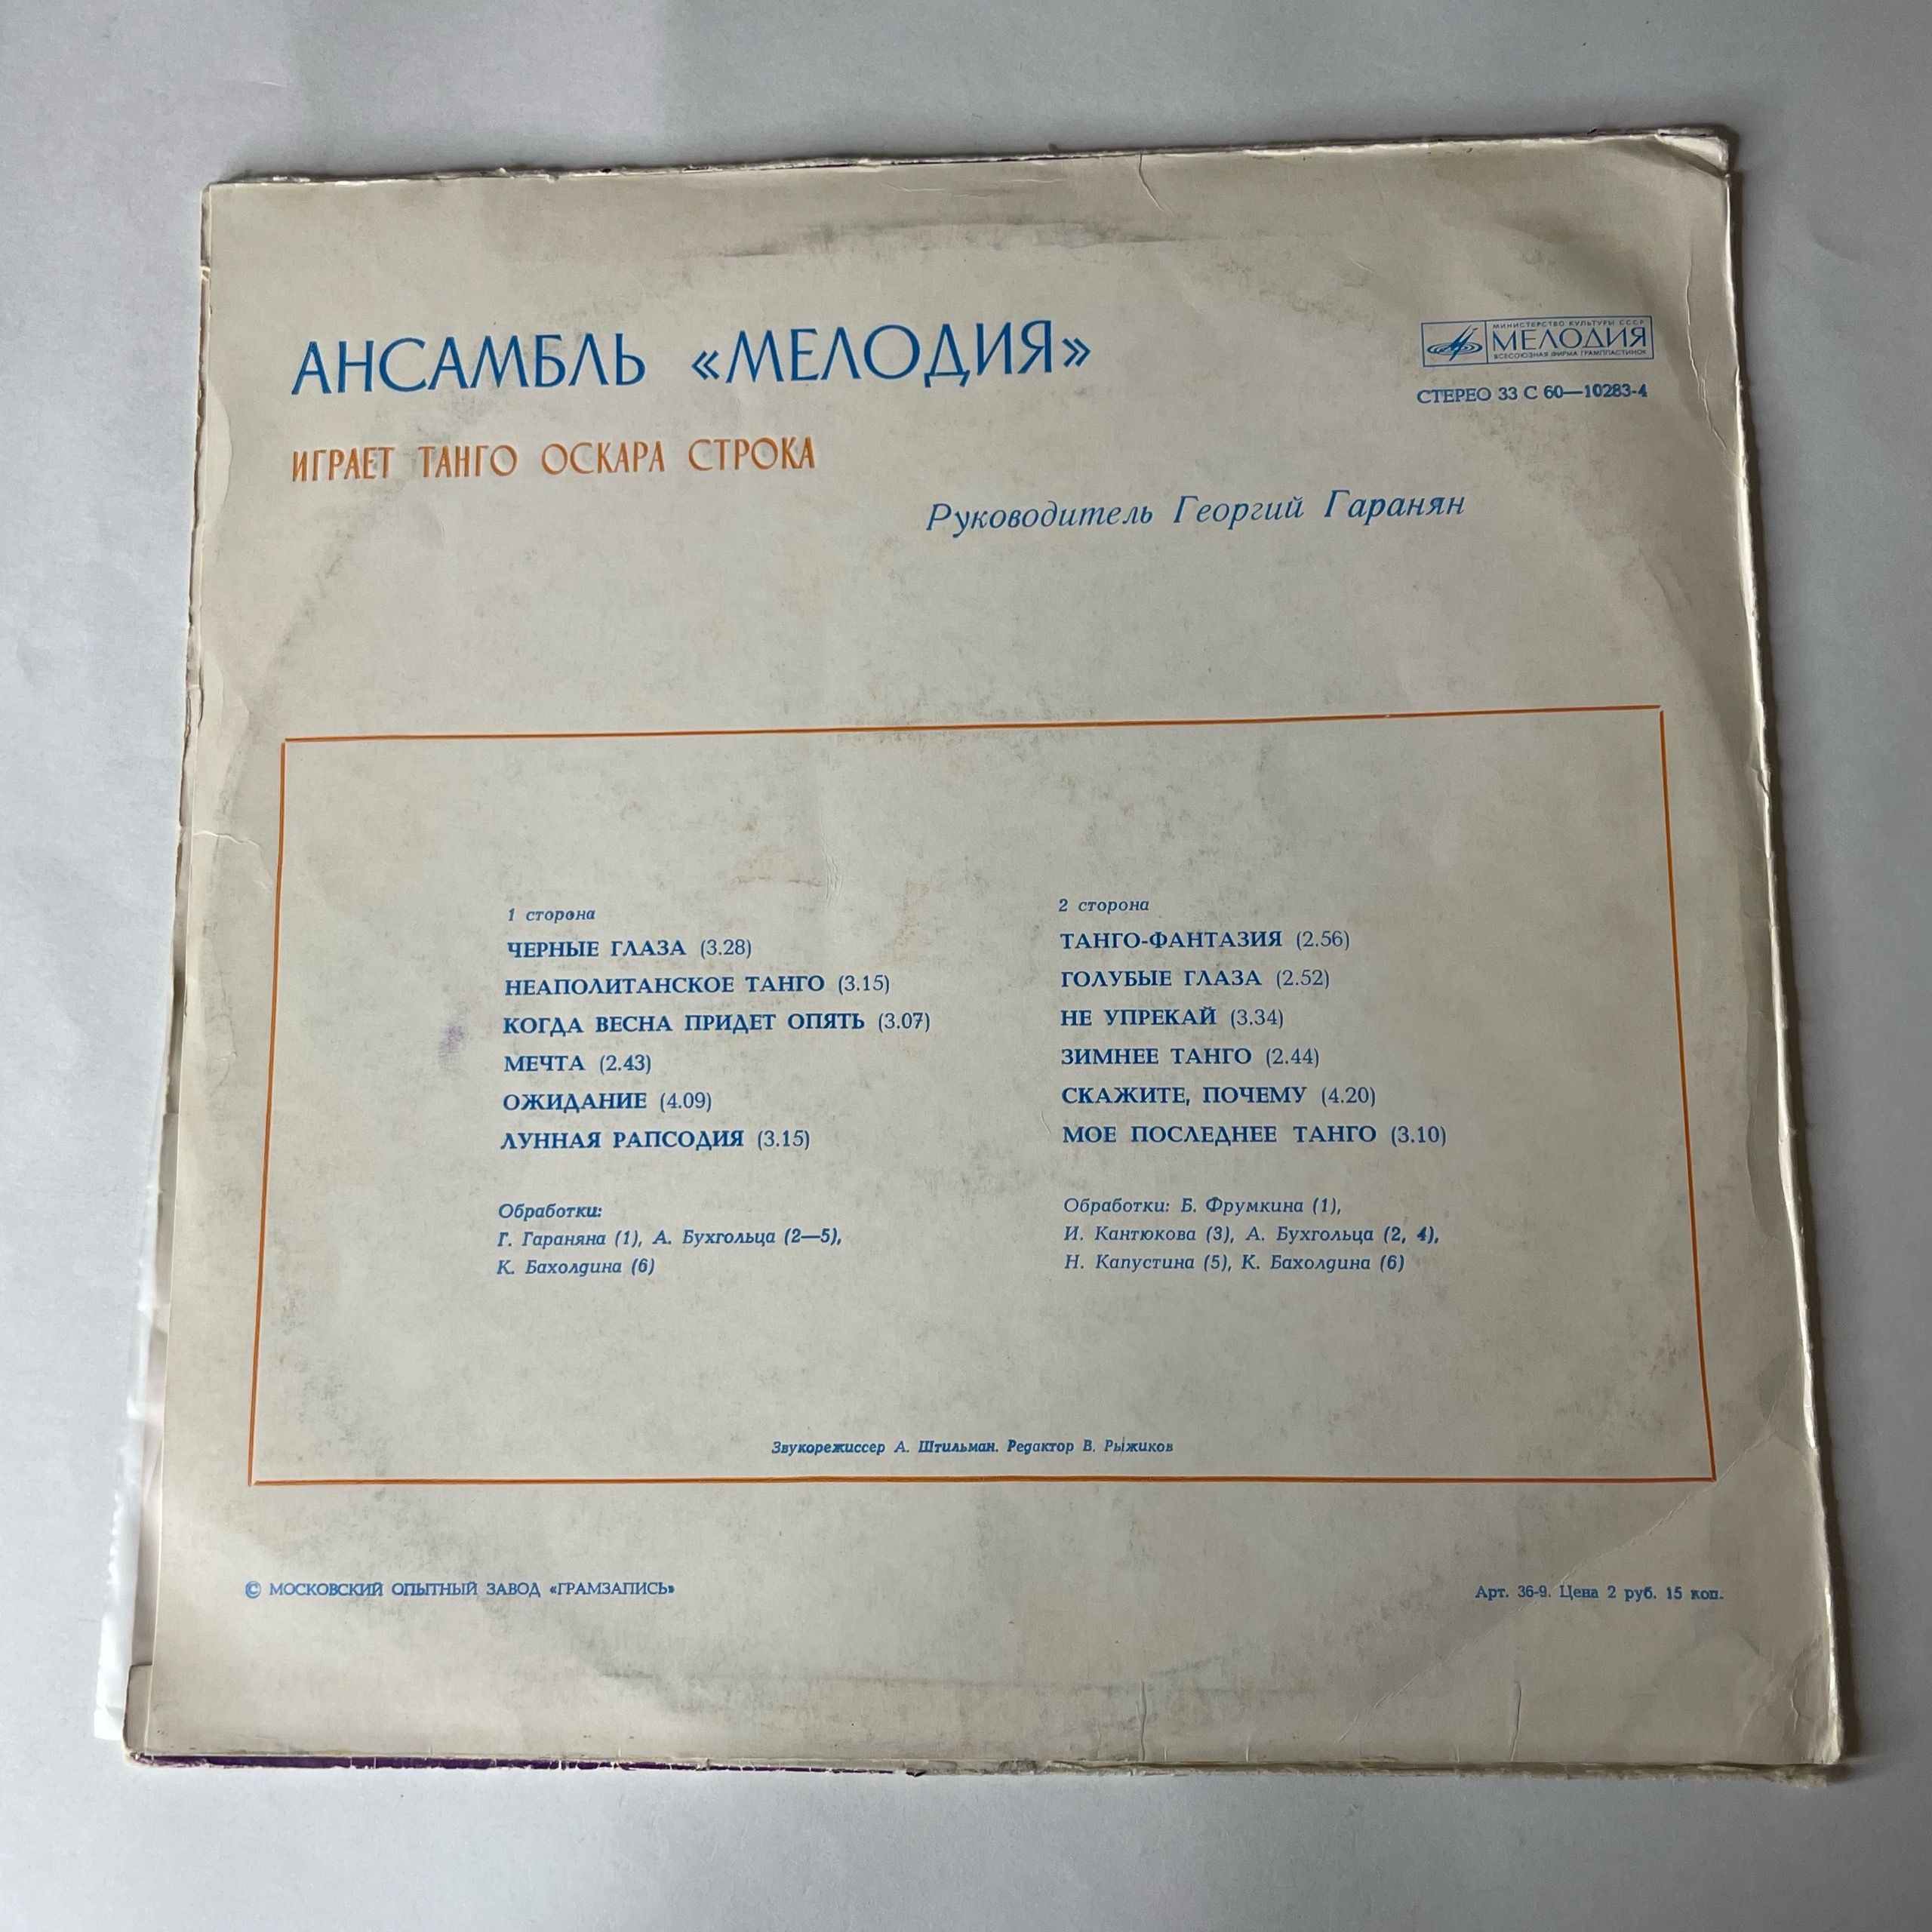 АНСАМБЛЬ «МЕЛОДИЯ»
МИНИСТЕРСТВО КУЛЬТУРЫ СССР
МЕЛОДИЯ
ВСЕСОЮЗНАЯ ФИРМА ГРАМПЛАСТИНОК
СТЕРЕО 33 С 60—10283-4
ИГРАЕТ ТАНГО ОСКАРА СТРОКА
Руководитель Георгий Гаранян
1 сторона
ЧЕРНЫЕ ГЛАЗА (3.28)
НЕАПОЛИТАНСКОЕ ТАНГО (3.15)
КОГДА ВЕСНА ПРИДЕТ ОПЯТЬ (3.07)
МЕЧТА (2.43)
ОЖИДАНИЕ (4.09)
ЛУННАЯ РАПСОДИЯ (3.15)
Обработки:
Г. Гараняна (1), А. Бухгольца (2—5),
К. Бахолдина (6)
2 сторона
ТАНГО-ФАНТАЗИЯ (2.56)
ГОЛУБЫЕ ГЛАЗА (2.52)
НЕ УПРЕКАЙ (3.34)
ЗИМНЕЕ ТАНГО (2.44)
СКАЖИТЕ, ПОЧЕМУ (4.20)
МОЕ ПОСЛЕДНЕЕ ТАНГО (3.10)
Обработки: Б. Фрумкина (1),
И. Кантюкова (3), А. Бухгольца (2, 4),
Н. Капустина (5), К. Бахолдина (6)
Звукорежиссер А. Штильман. Редактор В. Рыжиков
© МОСКОВСКИЙ ОПЫТНЫЙ ЗАВОД «ГРАМЗАПИСЬ»
Арт. 36-9. Цена 2 руб. 15 коп.